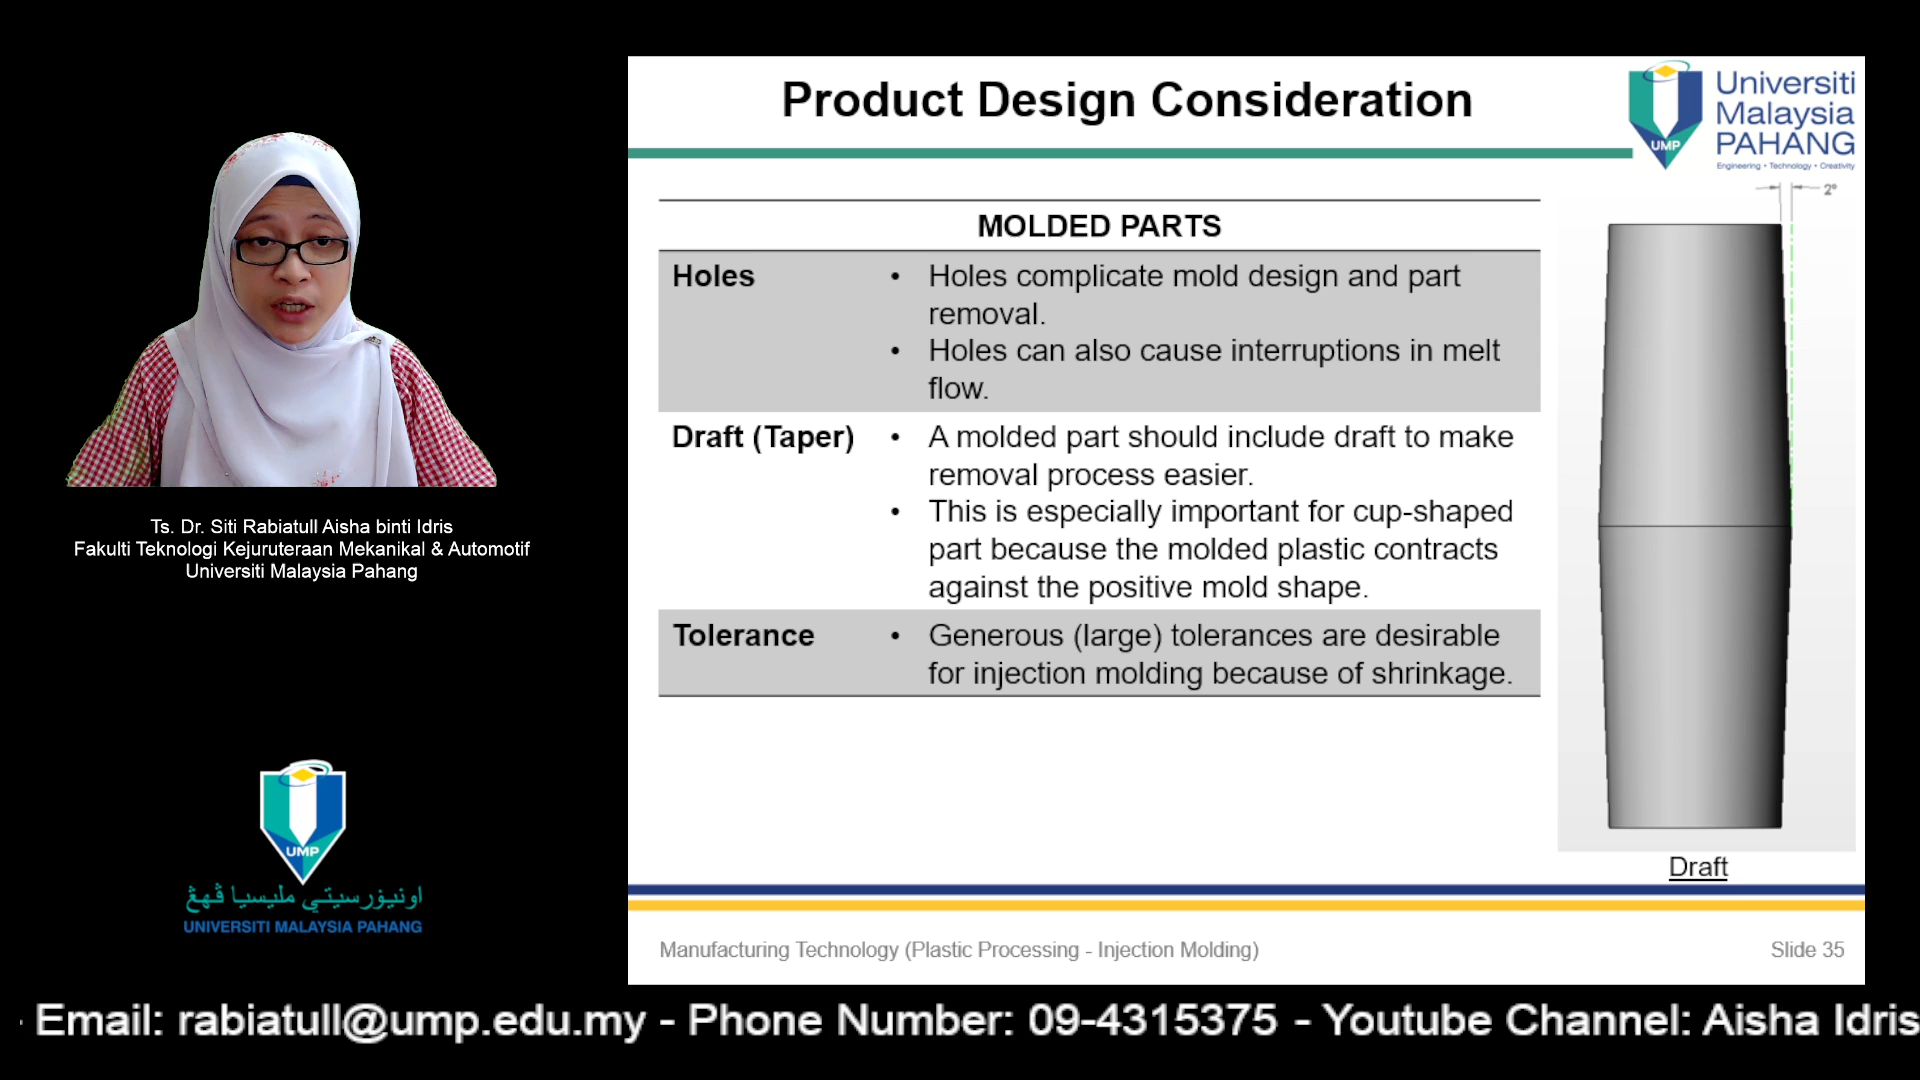 Ts. Dr. Siti Rabiatull Aisha binti Idris
Fakulti Teknologi Kejuruteraan Mekanikal & Automotif
Universiti Malaysia Pahang
UMP
اونيۏرسيتي مليسيا ڤهڠ
UNIVERSITI MALAYSIA PAHANG
Product Design Consideration
UMP
Universiti
Malaysia
PAHANG
Engineering • Technology • Creativity
MOLDED PARTS
Holes
• Holes complicate mold design and part
removal.
• Holes can also cause interruptions in melt
flow.
Draft (Taper)
• A molded part should include draft to make
removal process easier.
• This is especially important for cup-shaped
part because the molded plastic contracts
against the positive mold shape.
Tolerance
• Generous (large) tolerances are desirable
for injection molding because of shrinkage.
2°
Draft
Manufacturing Technology (Plastic Processing - Injection Molding)
Slide 35
- Email: rabiatull@ump.edu.my - Phone Number: 09-4315375 - Youtube Channel: Aisha Idris